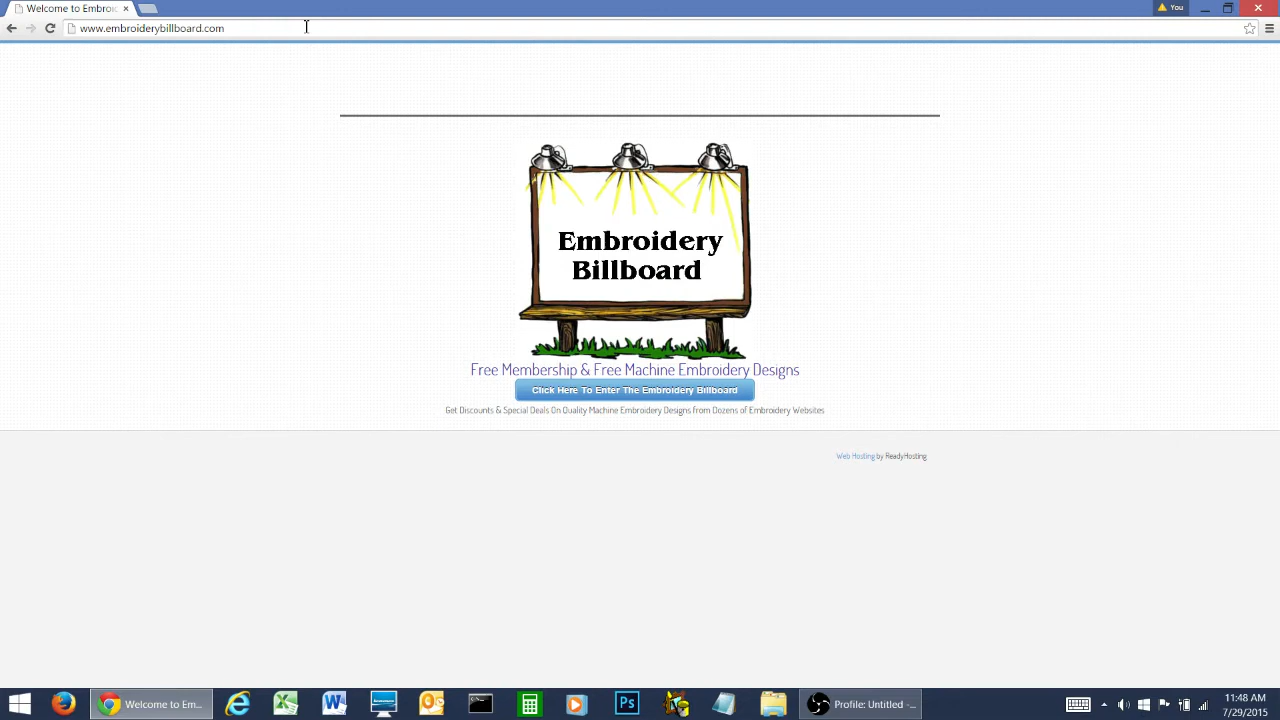 Welcome to Embroi
You
www.embroiderybillboard.com
Embroidery
Billboard
Free Membership & Free Machine Embroidery Designs
Click Here To Enter The Embroidery Billboard
Get Discounts & Special Deals On Quality Machine Embroidery Designs from Dozens of Embroidery Websites
Web Hosting by ReadyHosting
Welcome to Em...
Ps
Profile: Untitled -...
11:48 AM
7/29/2015